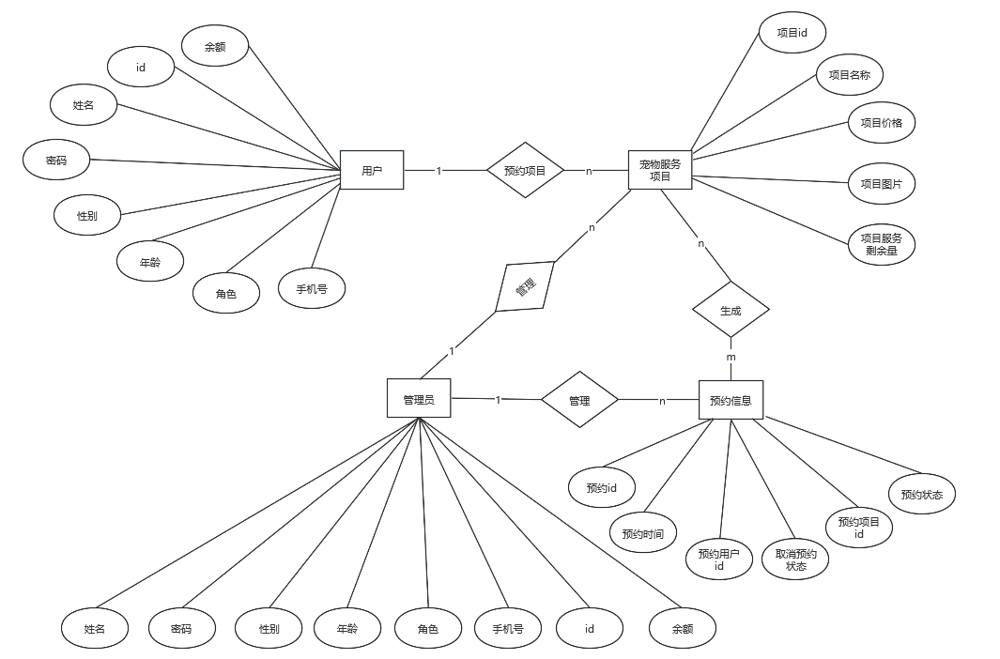 项目id
余额
id
项目名称
姓名
项目价格
密码
用户
1
预约项目
n
宠物服务
项目
项目图片
性别
n
n
项目服务
剩余量
年龄
管理
角色
手机号
生成
1
m
管理员
1
管理
n
预约信息
预约id
预约状态
预约时间
预约项目
id
预约用户
id
取消预约
状态
姓名
密码
性别
年龄
角色
手机号
id
余额